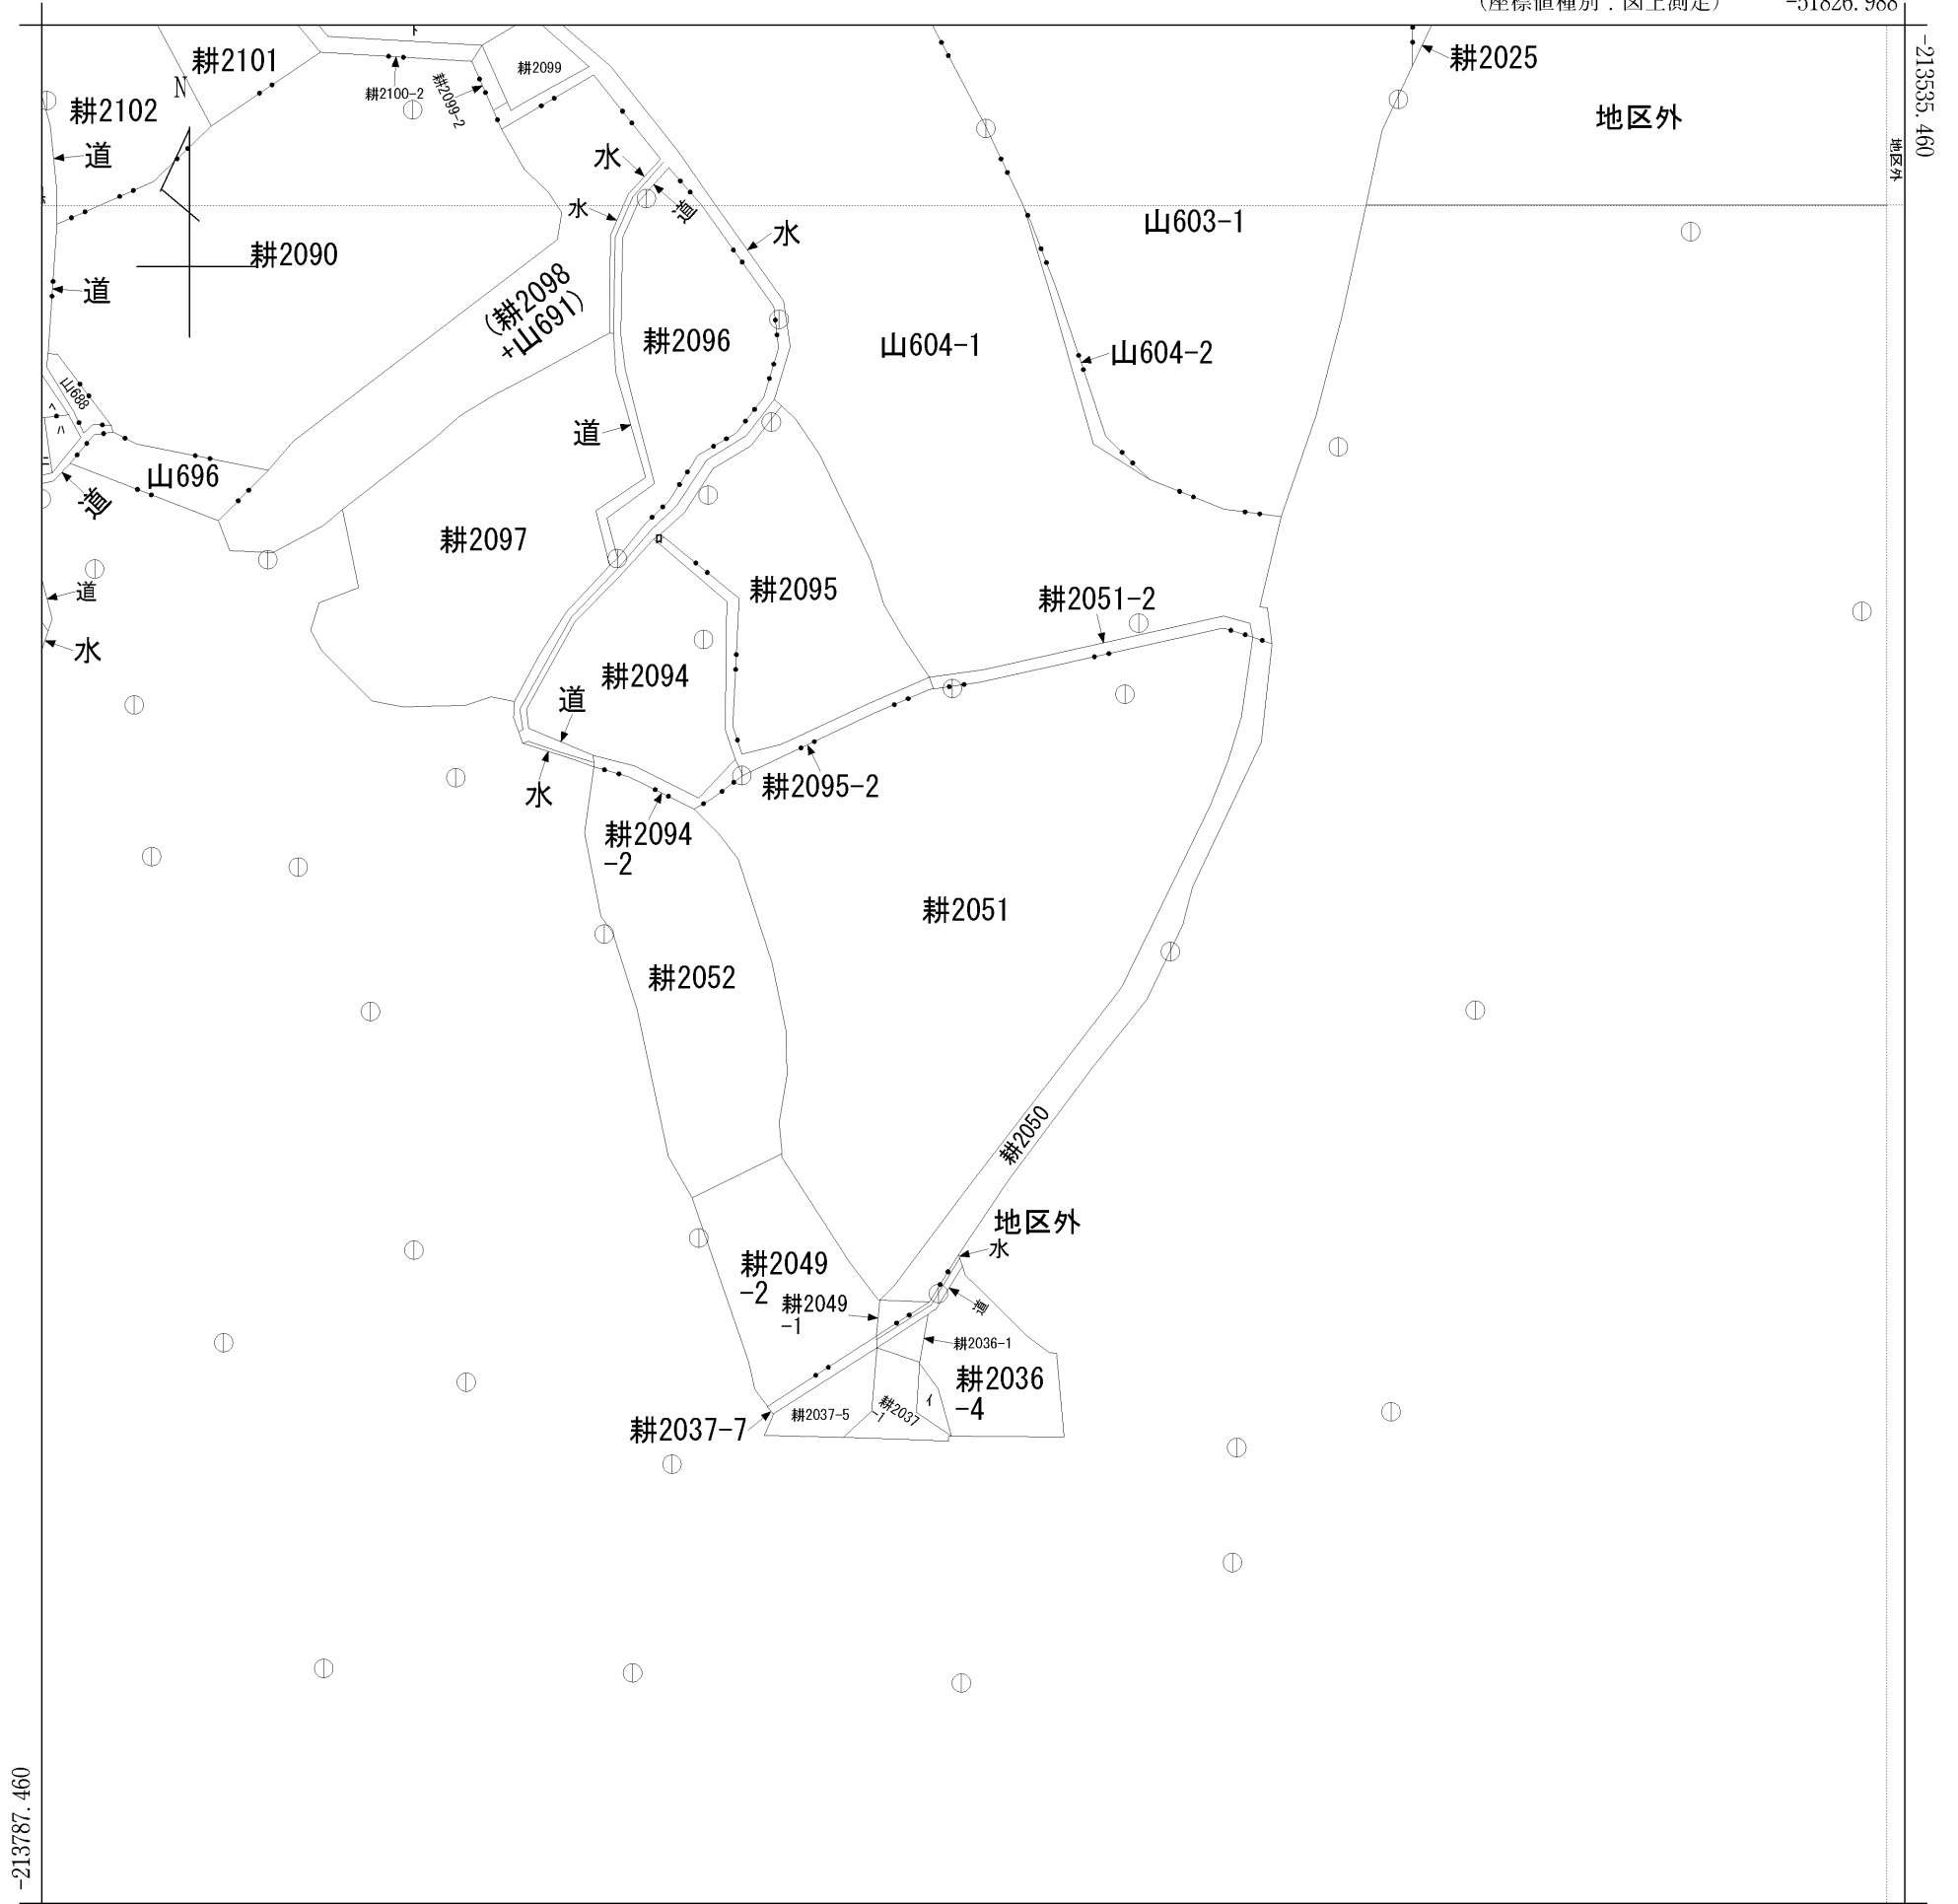 (座標値種別：図上測定)
-51826.988
-213535.460
ト
耕2101
耕2099
耕2025
耕2100-2
耕2099-2
N
耕2102
地区外
地区外
道
水
水
道
山603-1
水
耕2090
道
(耕2098
+山691)
耕2096
山604-1
山604-2
山688
ヘ
ハ
ニ
道
山696
道
耕2097
ロ
耕2095
道
耕2051-2
水
耕2094
道
水
耕2095-2
耕2094
-2
耕2051
耕2052
耕2050
地区外
水
耕2049
-2
耕2049
-1
道
耕2036-1
耕2036
-4
イ
耕2037
-1
耕2037-5
耕2037-7
-213787.460